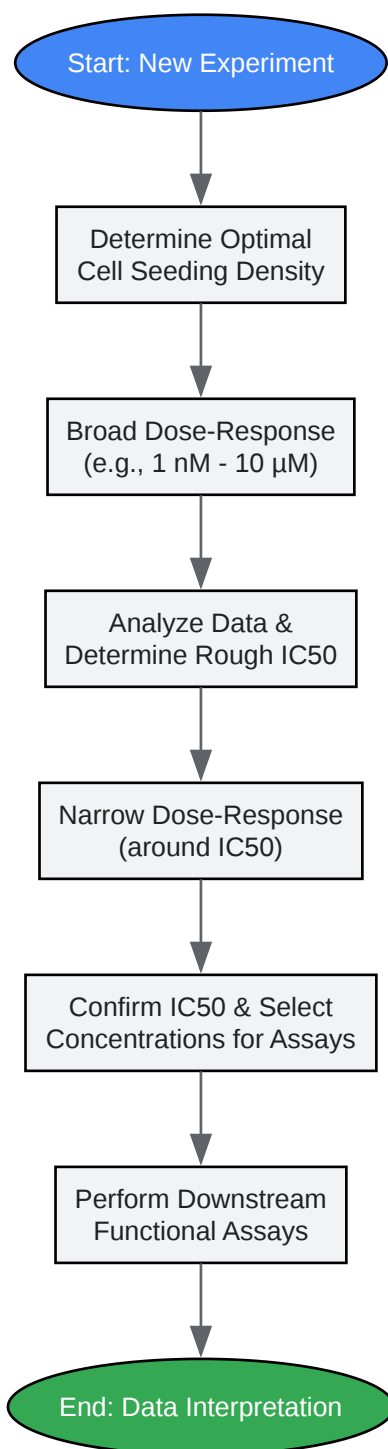 Start: New Experiment
Determine Optimal
Cell Seeding Density
Broad Dose-Response
(e.g., 1 nM - 10 µM)
Analyze Data &
Determine Rough IC50
Narrow Dose-Response
(around IC50)
Confirm IC50 & Select
Concentrations for Assays
Perform Downstream
Functional Assays
End: Data Interpretation